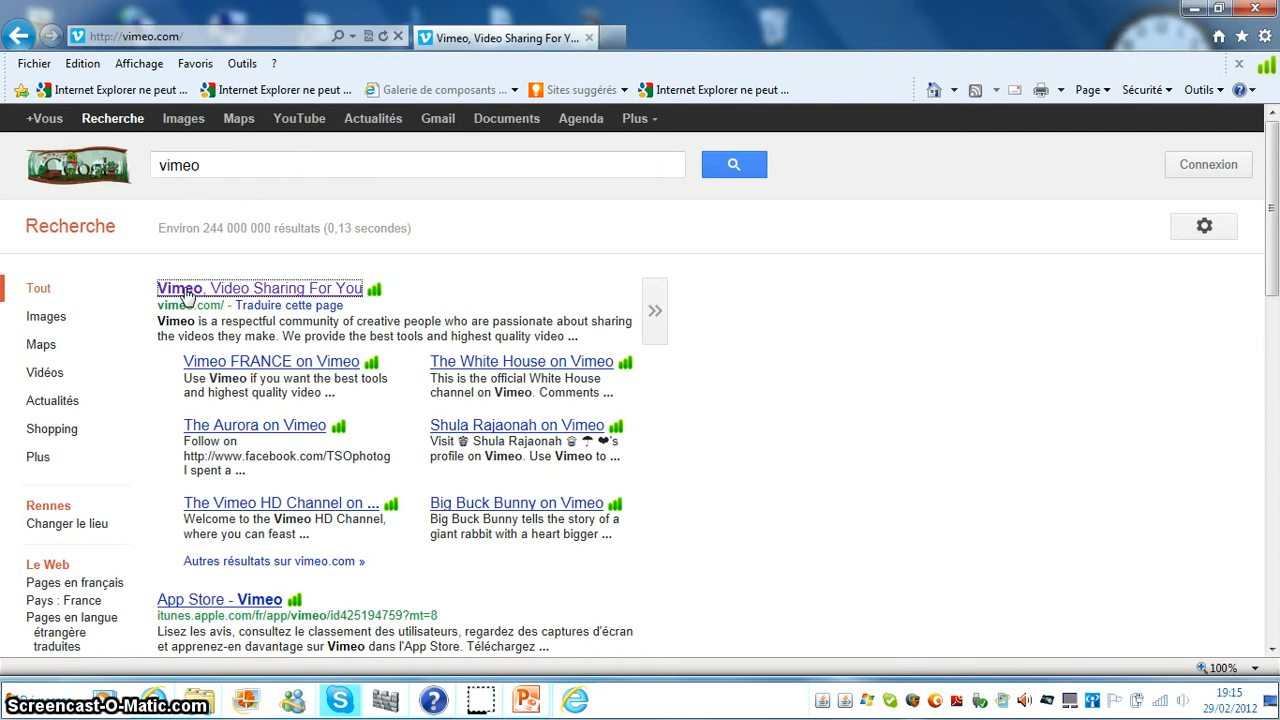 http://vimeo.com/
Vimeo, Video Sharing For Y...
Fichier Edition Affichage Favoris Outils ?
Internet Explorer ne peut ... Internet Explorer ne peut ... Galerie de composants ... Sites suggérés Internet Explorer ne peut ... Page Sécurité Outils
+Vous Recherche Images Maps YouTube Actualités Gmail Documents Agenda Plus
vimeo
Connexion
Recherche
Environ 244 000 000 résultats (0,13 secondes)
Tout
Images
Maps
Vidéos
Actualités
Shopping
Plus
Rennes
Changer le lieu
Le Web
Pages en français
Pays : France
Pages en langue
étrangère
traduites
Vimeo, Video Sharing For You
vimeo.com/ - Traduire cette page
Vimeo is a respectful community of creative people who are passionate about sharing
the videos they make. We provide the best tools and highest quality video ...
Vimeo FRANCE on Vimeo
Use Vimeo if you want the best tools
and highest quality video ...
The White House on Vimeo
This is the official White House
channel on Vimeo. Comments ...
The Aurora on Vimeo
Follow on
http://www.facebook.com/TSOphotog
I spent a ...
Shula Rajaonah on Vimeo
Visit ♕ Shula Rajaonah ♕ ☂ ❤'s
profile on Vimeo. Use Vimeo to ...
The Vimeo HD Channel on ...
Welcome to the Vimeo HD Channel,
where you can feast ...
Big Buck Bunny on Vimeo
Big Buck Bunny tells the story of a
giant rabbit with a heart bigger ...
Autres résultats sur vimeo.com »
App Store - Vimeo
itunes.apple.com/fr/app/vimeo/id425194759?mt=8
Lisez les avis, consultez le classement des utilisateurs, regardez des captures d'écran
et apprenez-en davantage sur Vimeo dans l'App Store. Téléchargez ...
100%
Screencast-O-Matic.com
19:15
29/02/2012